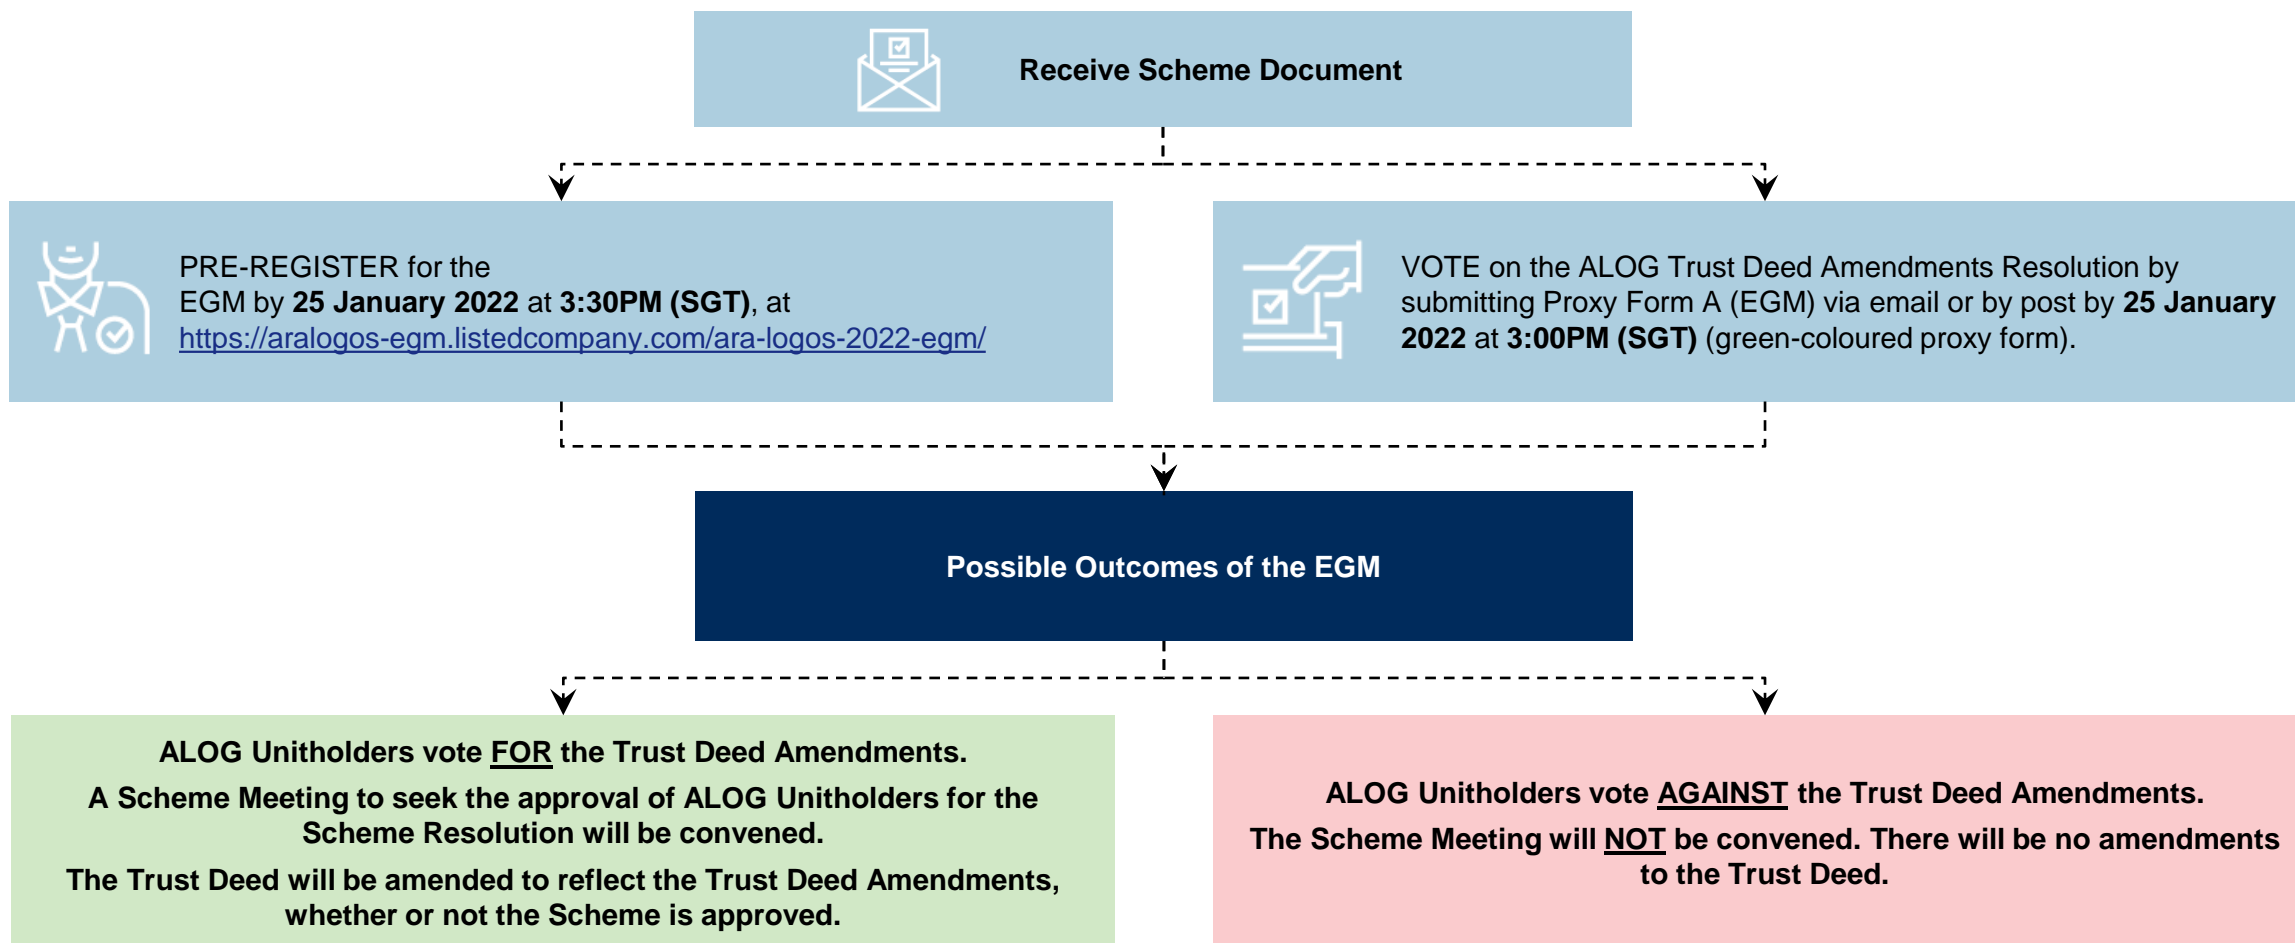 Receive Scheme Document
PRE-REGISTER for the
EGM by 25 January 2022 at 3:30PM (SGT), at
https://aralogos-egm.listedcompany.com/ara-logos-2022-egm/
VOTE on the ALOG Trust Deed Amendments Resolution by
submitting Proxy Form A (EGM) via email or by post by 25 January
2022 at 3:00PM (SGT) (green-coloured proxy form).
Possible Outcomes of the EGM
ALOG Unitholders vote FOR the Trust Deed Amendments.
A Scheme Meeting to seek the approval of ALOG Unitholders for the
Scheme Resolution will be convened.
The Trust Deed will be amended to reflect the Trust Deed Amendments,
whether or not the Scheme is approved.
ALOG Unitholders vote AGAINST the Trust Deed Amendments.
The Scheme Meeting will NOT be convened. There will be no amendments
to the Trust Deed.